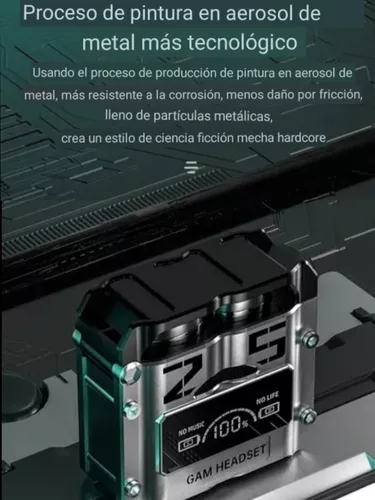 Proceso de pintura en aerosol de
metal más tecnológico
Usando el proceso de producción de pintura en aerosol de
metal, más resistente a la corrosión, menos daño por fricción,
lleno de partículas metálicas,
crea un estilo de ciencia ficción mecha hardcore
NO MUSIC
NO LIFE
100%
GAM HEADSET